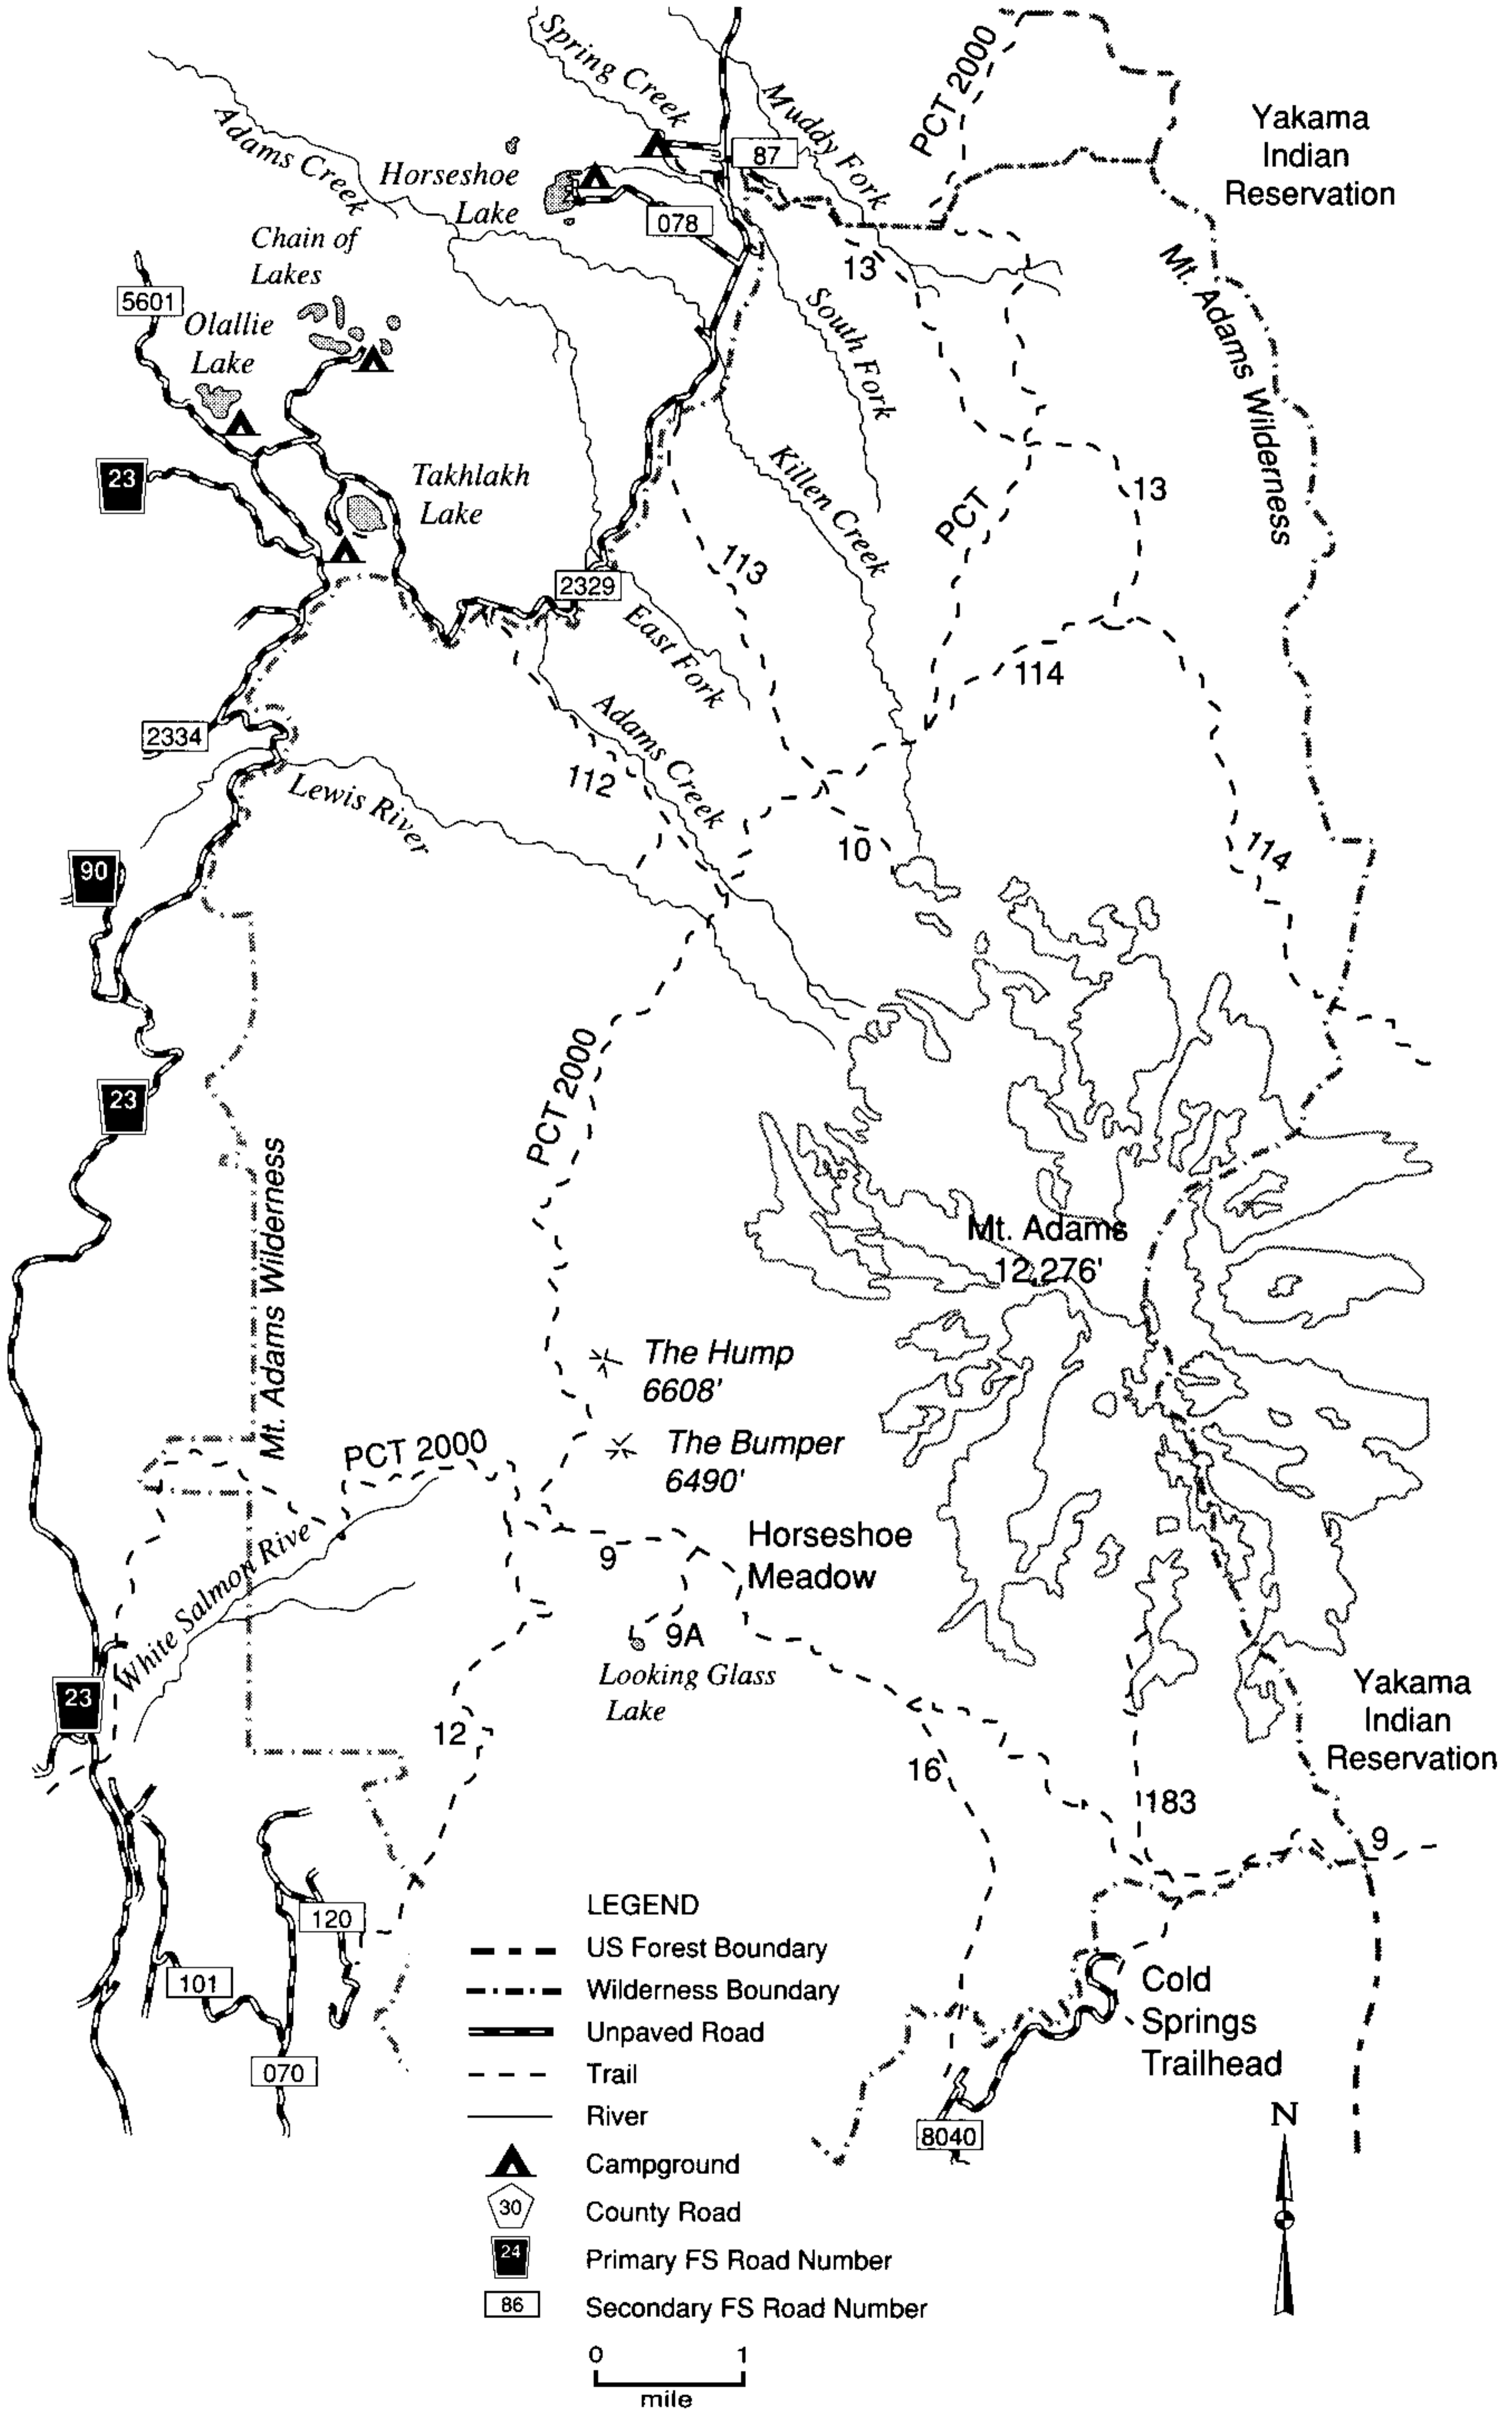 Spring Creek
Muddy Fork
PCT 2000
Yakama
Indian
Reservation
Adams Creek
Horseshoe
Lake
87
078
13
Chain of
Lakes
5601
Olallie
Lake
South Fork
Mt. Adams Wilderness
23
Takhlakh
Lake
Killen Creek
PCT
13
113
2329
East Fork
114
2334
Adams Creek
112
Lewis River
10
114
90
PCT 2000
23
Mt. Adams Wilderness
Mt. Adams
12,276'
The Hump
6608'
PCT 2000
The Bumper
6490'
9
Horseshoe
Meadow
White Salmon Rive
9A
Looking Glass
Lake
23
12
16
Yakama
Indian
Reservation
183
9
120
101
070
Cold
Springs
Trailhead
8040
LEGEND
US Forest Boundary
Wilderness Boundary
Unpaved Road
Trail
River
Campground
30 County Road
24 Primary FS Road Number
86 Secondary FS Road Number
0 1
mile
N